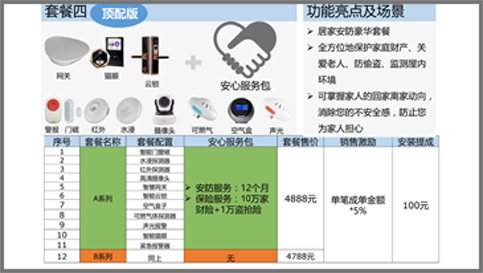 套餐四 顶配版
功能亮点及场景
网关
猫眼
云锁
安心服务包
➢ 居家安防豪华套餐
➢ 全方位地保护家庭财产、关
爱老人、防偷盗、监测屋内
环境
➢ 可掌握家人的回家离家动向,
消除您的不安全感,防止您
为家人担心
警报 门磁 红外 水浸 摄像头 可燃气 空气盒 声光
序号 套餐名称 套餐配置 安心服务包 套餐售价 销售激励 安装提成
1 智能门窗磁
2 水浸探测器
3 红外探测器
4 高清摄像头
5 智慧网关
6 智能云锁
7 空气盒子
8 可燃气体探测器
9 声光报警
10 智能猫眼
11 紧急报警器
A系列
➢ 安防服务:12个月
➢ 保险服务:10万家
财险+1万盗抢险
4888元
单笔成单金额
*5%
100元
12 B系列 同上 无 4788元